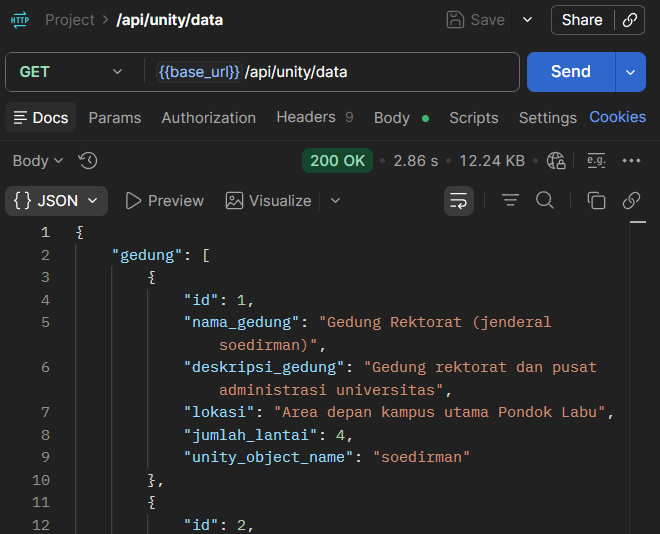 HTTP Project > /api/unity/data Save Share
GET {{base_url}} /api/unity/data Send
Docs Params Authorization Headers 9 Body Scripts Settings Cookies
Body 200 OK • 2.86 s • 12.24 KB • e.g. •••
{} JSON Preview Visualize
1 {
2 "gedung": [
3 {
4 "id": 1,
5 "nama_gedung": "Gedung Rektorat (jenderal
soedirman)",
6 "deskripsi_gedung": "Gedung rektorat dan pusat
administrasi universitas",
7 "lokasi": "Area depan kampus utama Pondok Labu",
8 "jumlah_lantai": 4,
9 "unity_object_name": "soedirman"
10 },
11 {
12 "id": 2,